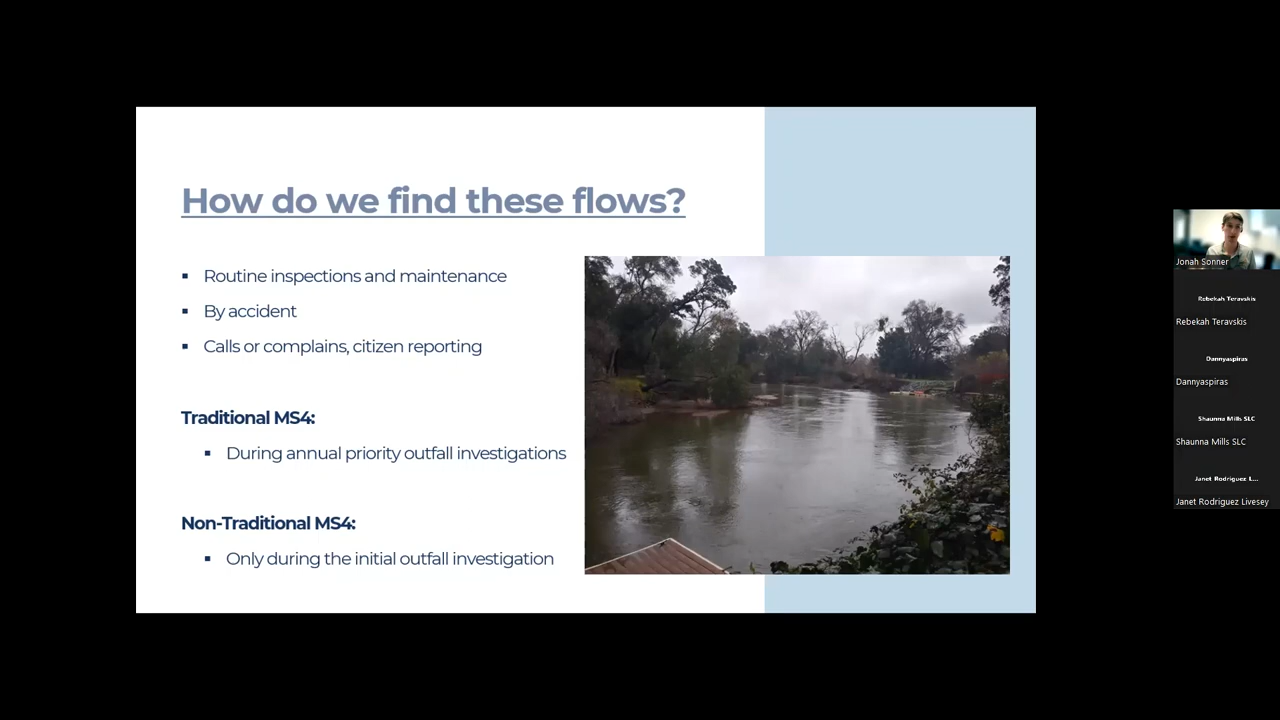 How do we find these flows?
Routine inspections and maintenance
By accident
Calls or complains, citizen reporting
Traditional MS4:
During annual priority outfall investigations
Non-Traditional MS4:
Only during the initial outfall investigation
Jonah Sonner
Rebekah Teravskis
Rebekah Teravskis
Dannyaspiras
Dannyaspiras
Shaunna Mills SLC
Shaunna Mills SLC
Janet Rodriguez L...
Janet Rodriguez Livesey